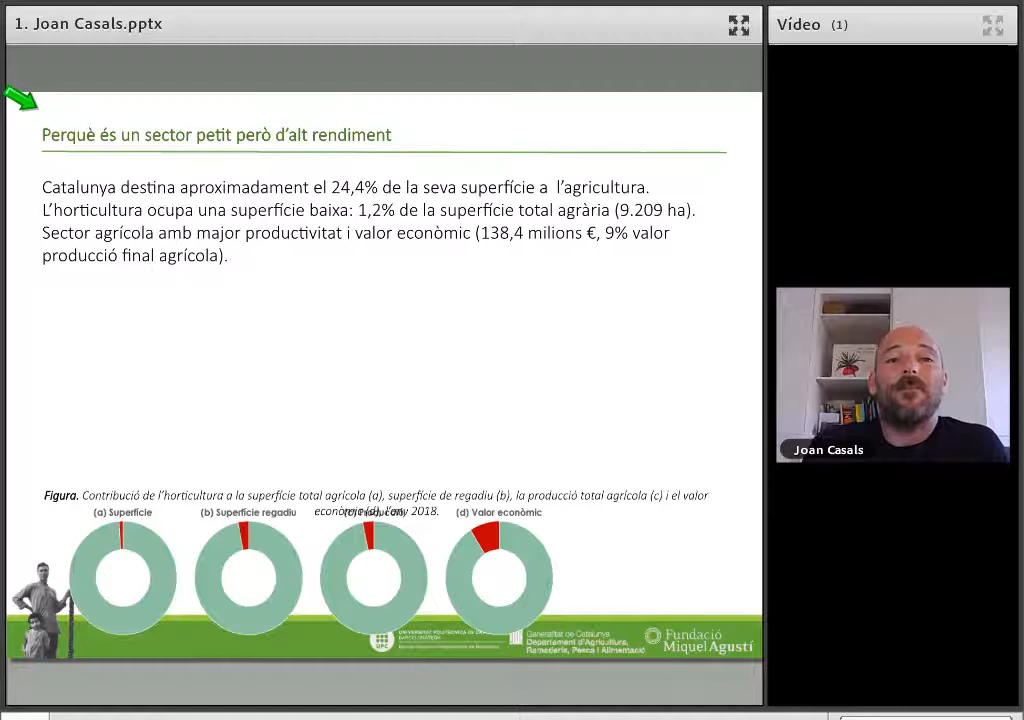 1. Joan Casals.pptx
Vídeo (1)
Perquè és un sector petit però d'alt rendiment
Catalunya destina aproximadament el 24,4% de la seva superfície a l'agricultura.
L'horticultura ocupa una superfície baixa: 1,2% de la superfície total agrària (9.209 ha).
Sector agrícola amb major productivitat i valor econòmic (138,4 milions €, 9% valor
producció final agrícola).
Joan Casals
Figura. Contribució de l'horticultura a la superfície total agrícola (a), superfície de regadiu (b), la producció total agrícola (c) i el valor
econòmic (d), l'any 2018.
(a) Superfície
(b) Superfície regadiu
(d) Valor econòmic
UPC
Generalitat de Catalunya
Departament d'Agricultura,
Ramaderia, Pesca i Alimentació
Fundació
Miquel Agustí